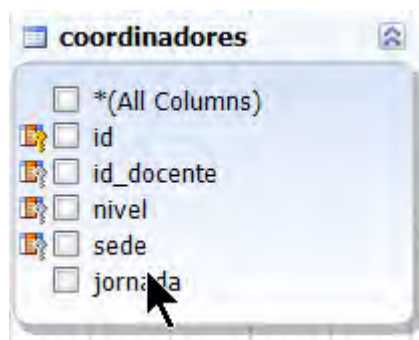 coordinadores
*(All Columns)
id
id_docente
nivel
sede
jornada